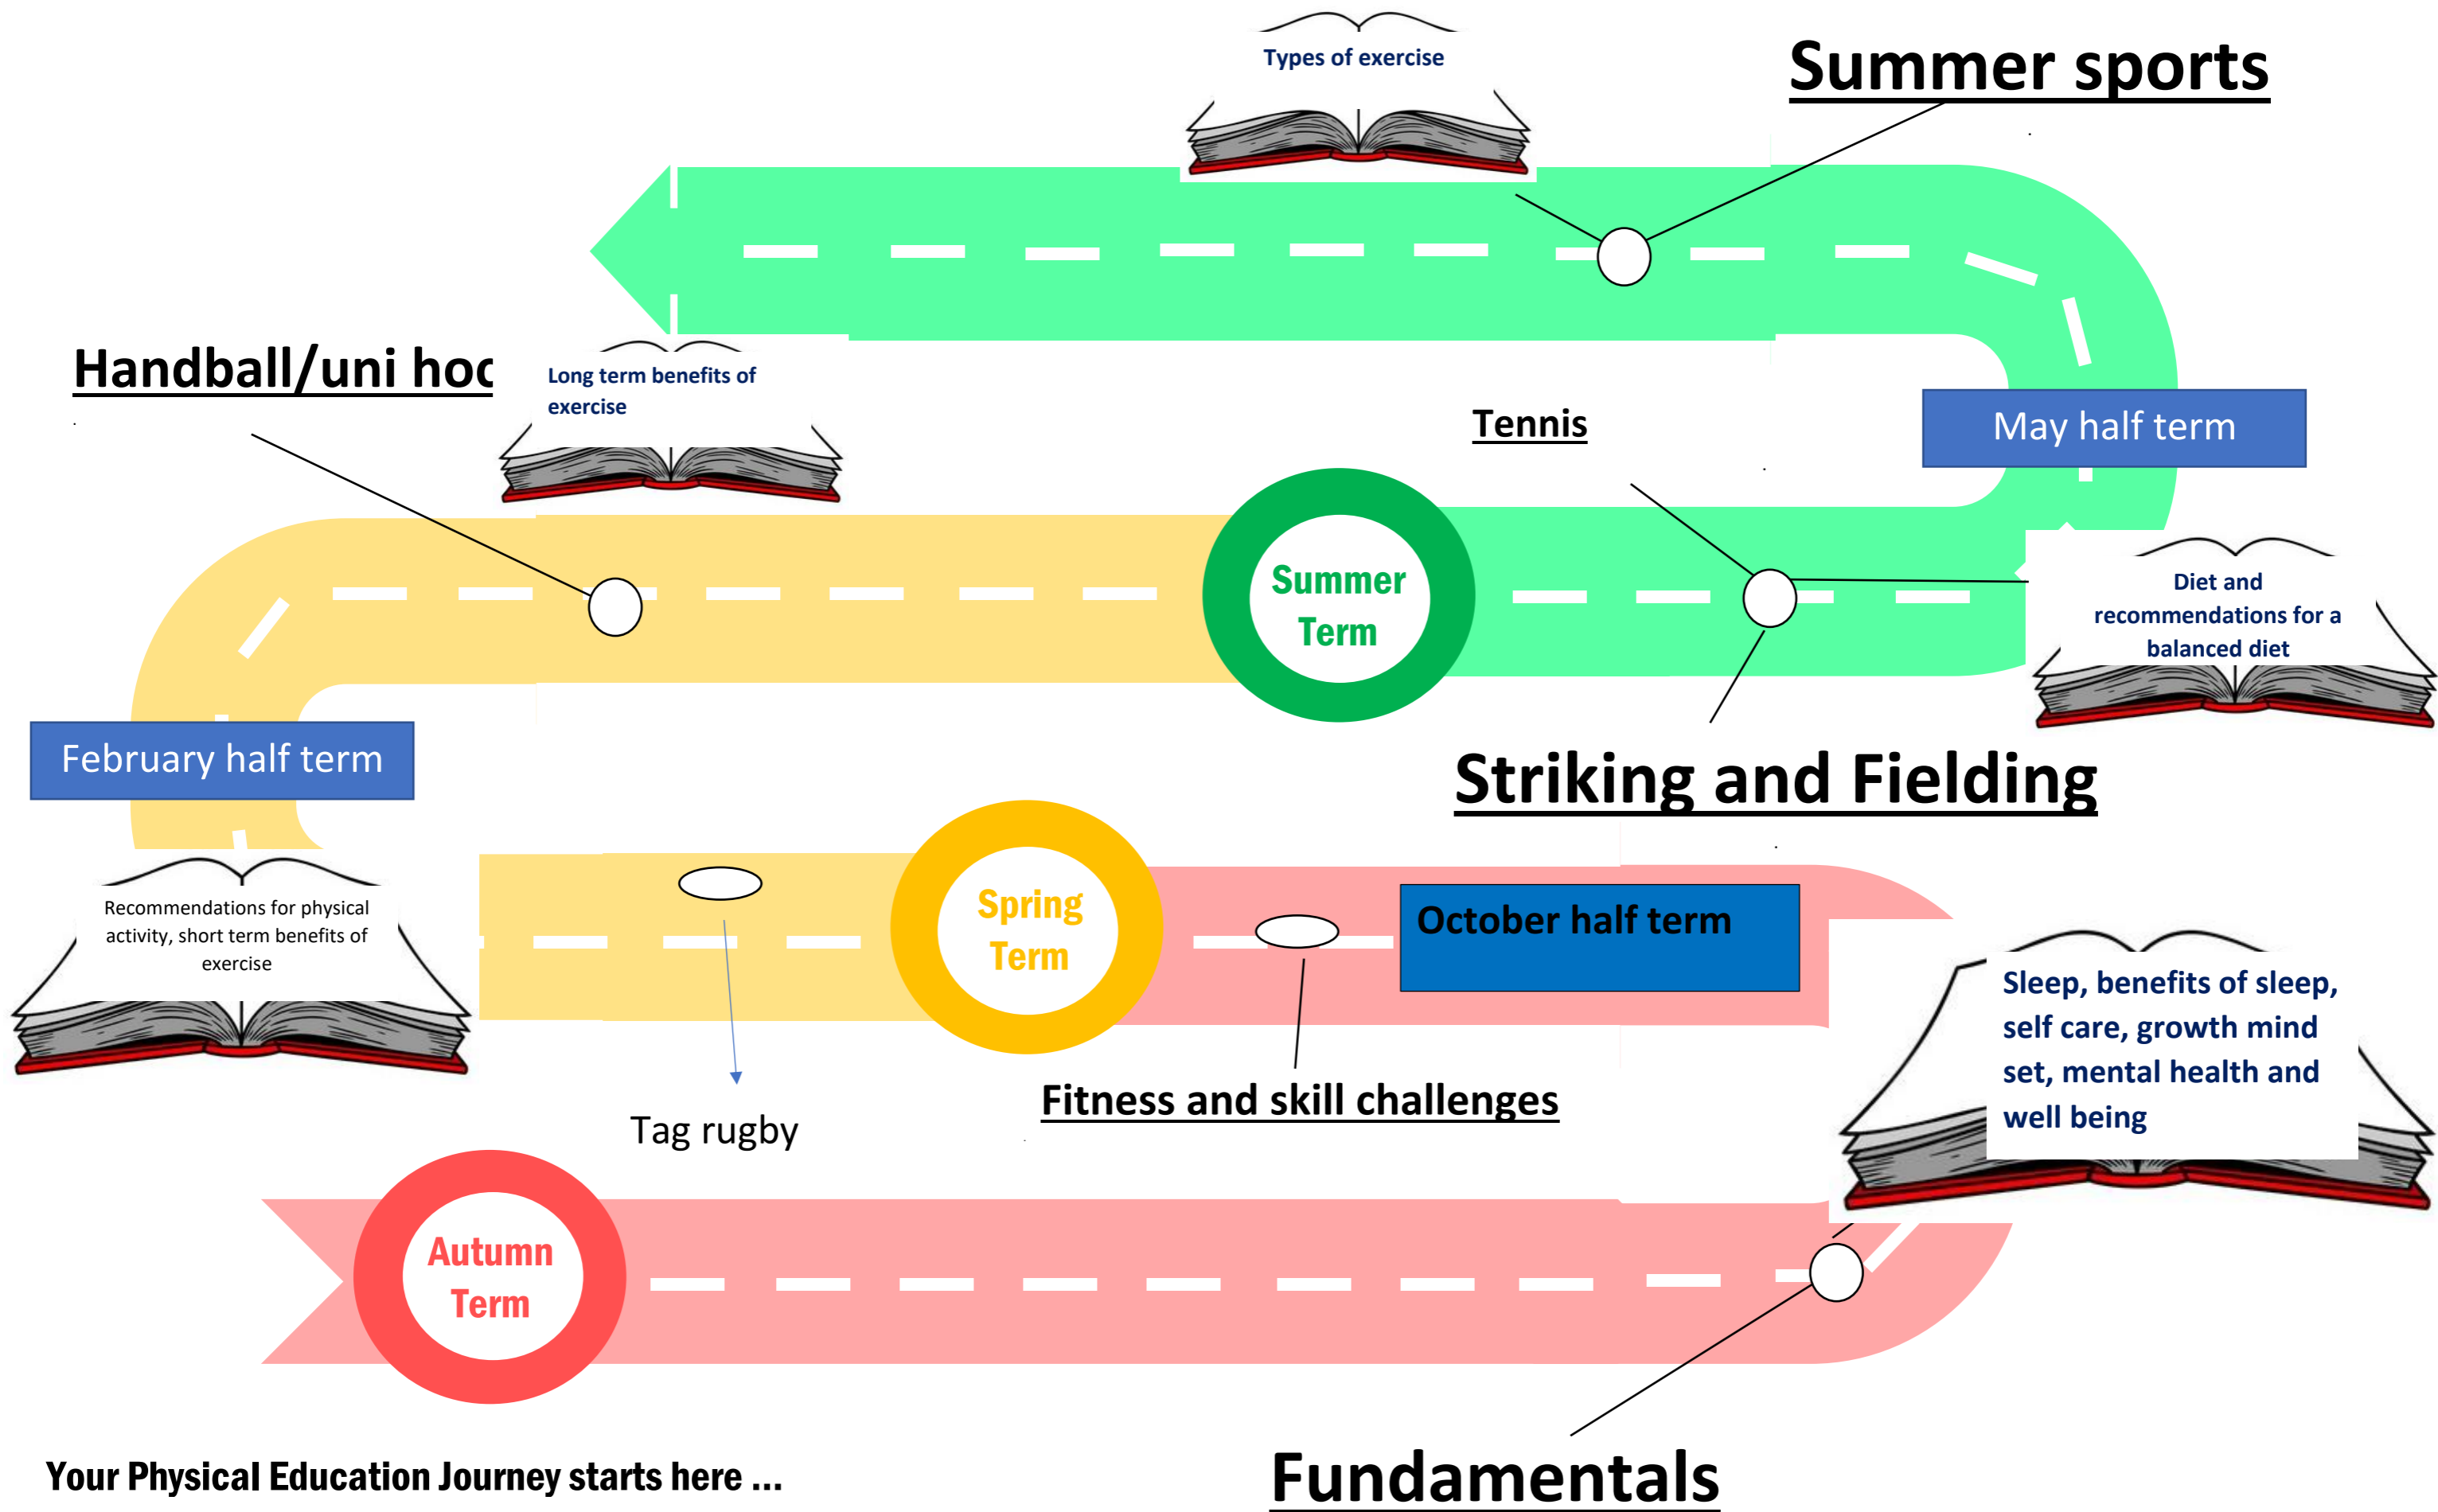 Types of exercise
Summer sports
Handball/uni hoc
Long term benefits of
exercise
Tennis
May half term
Summer
Term
Diet and
recommendations for a
balanced diet
February half term
Striking and Fielding
Recommendations for physical
activity, short term benefits of
exercise
Spring
Term
October half term
Sleep, benefits of sleep,
self care, growth mind
set, mental health and
well being
Fitness and skill challenges
Tag rugby
Autumn
Term
Your Physical Education Journey starts here ...
Fundamentals